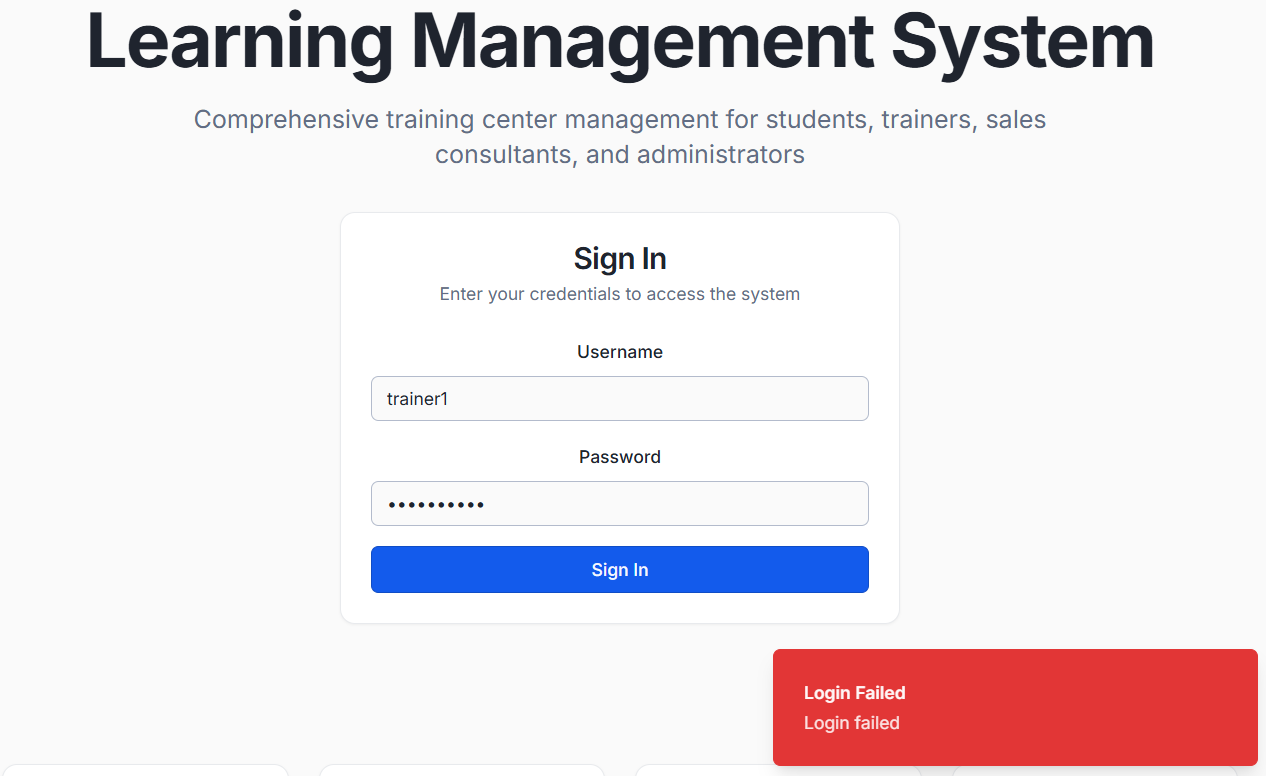 Learning Management System
Comprehensive training center management for students, trainers, sales
consultants, and administrators
Sign In
Enter your credentials to access the system
Username
trainer1
Password
••••••••••
Sign In
Login Failed
Login failed